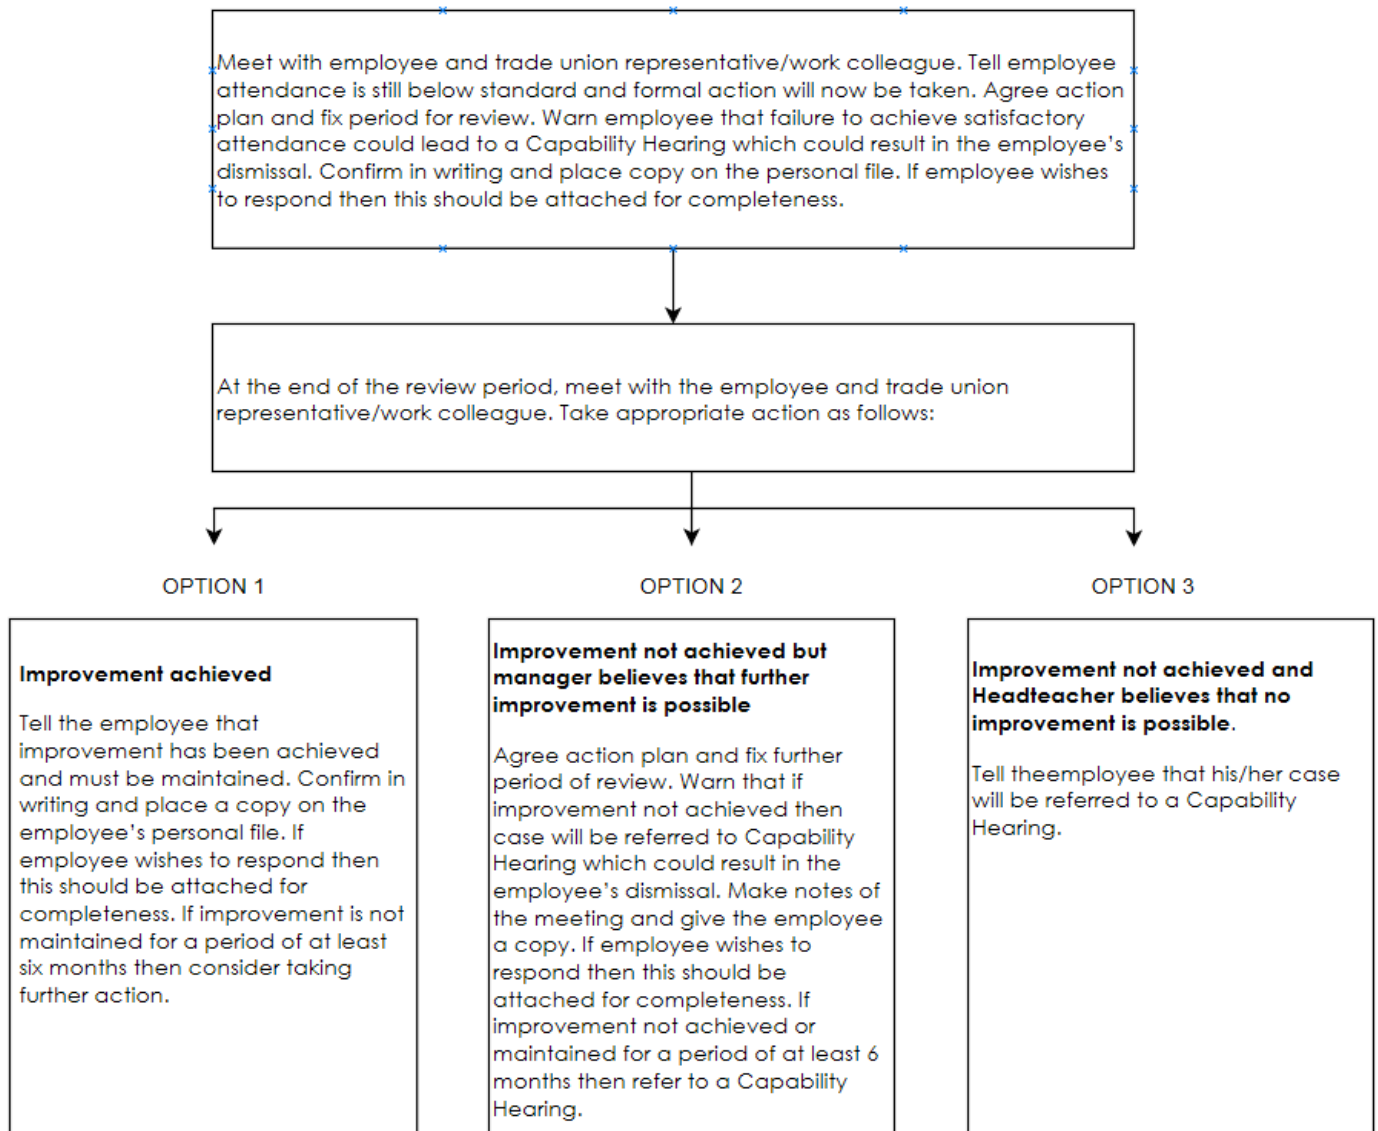 Meet with employee and trade union representative/work colleague. Tell employee
attendance is still below standard and formal action will now be taken. Agree action
plan and fix period for review. Warn employee that failure to achieve satisfactory
attendance could lead to a Capability Hearing which could result in the employee's
dismissal. Confirm in writing and place copy on the personal file. If employee wishes
to respond then this should be attached for completeness.
At the end of the review period, meet with the employee and trade union
representative/work colleague. Take appropriate action as follows:
OPTION 1
Improvement achieved
Tell the employee that
improvement has been achieved
and must be maintained. Confirm in
writing and place a copy on the
employee's personal file. If
employee wishes to respond then
this should be attached for
completeness. If improvement is not
maintained for a period of at least
six months then consider taking
further action.
OPTION 2
Improvement not achieved but
manager believes that further
improvement is possible
Agree action plan and fix further
period of review. Warn that if
improvement not achieved then
case will be referred to Capability
Hearing which could result in the
employee's dismissal. Make notes of
the meeting and give the employee
a copy. If employee wishes to
respond then this should be
attached for completeness. If
improvement not achieved or
maintained for a period of at least 6
months then refer to a Capability
Hearing.
OPTION 3
Improvement not achieved and
Headteacher believes that no
improvement is possible.
Tell theemployee that his/her case
will be referred to a Capability
Hearing.